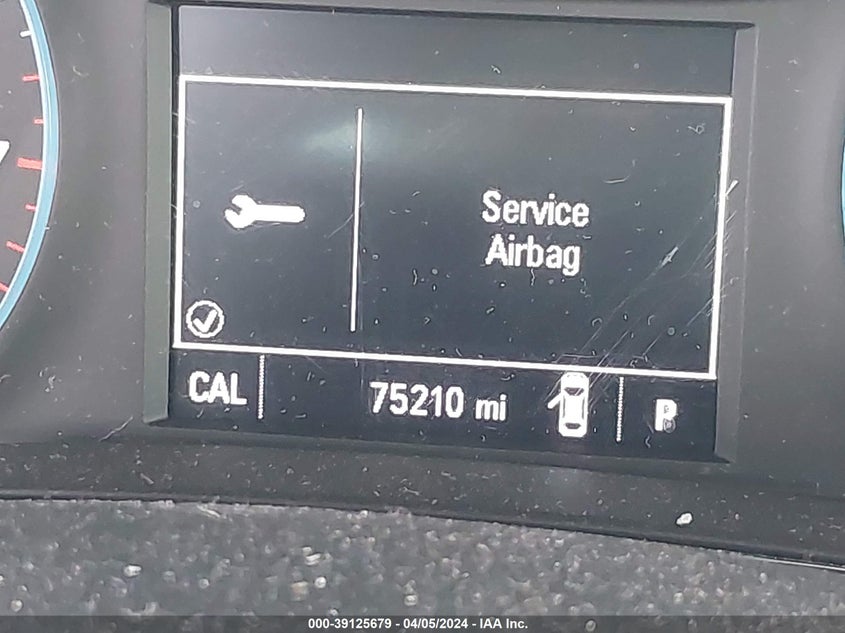 Service
Airbag
CAL 75210 mi P
000-39125679 - 04/05/2024 - IAA Inc.